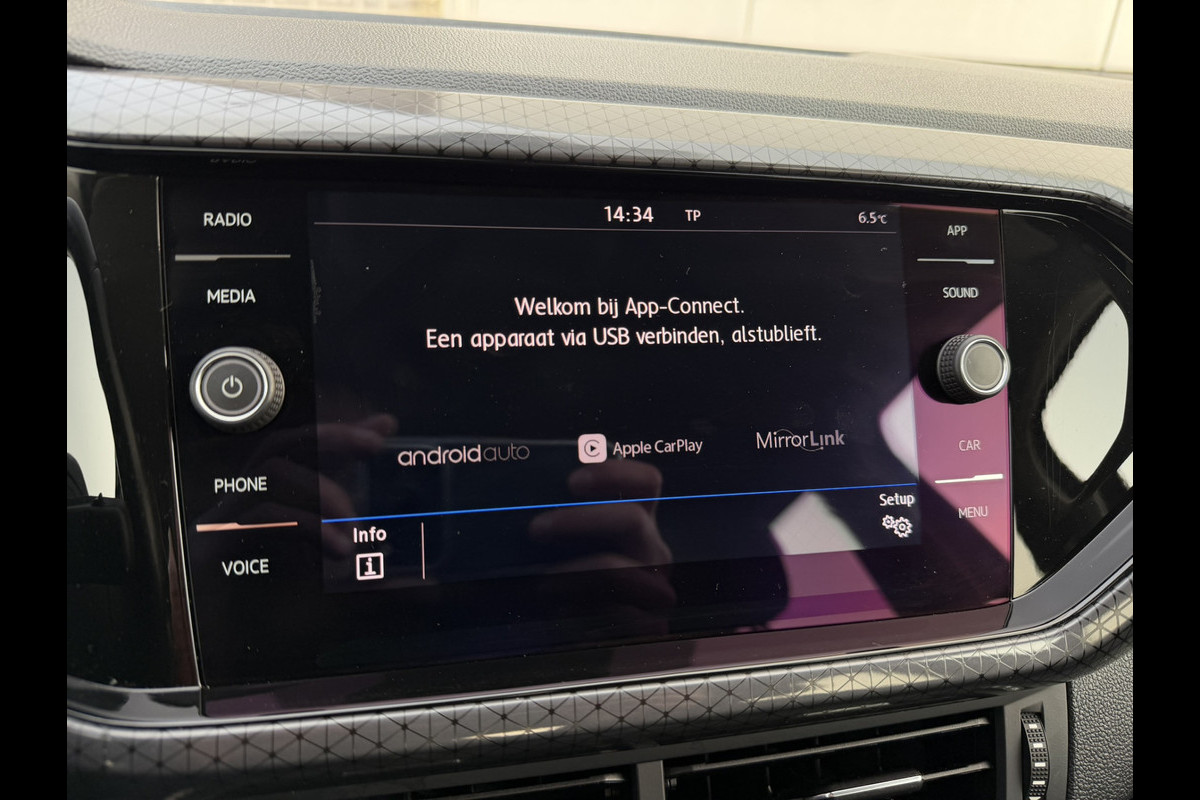 RADIO
MEDIA
PHONE
VOICE
14:34 TP 6.5°C
Welkom bij App-Connect.
Een apparaat via USB verbinden, alstublieft.
androidauto
Apple CarPlay
MirrorLink
Info
Setup
APP
SOUND
CAR
MENU